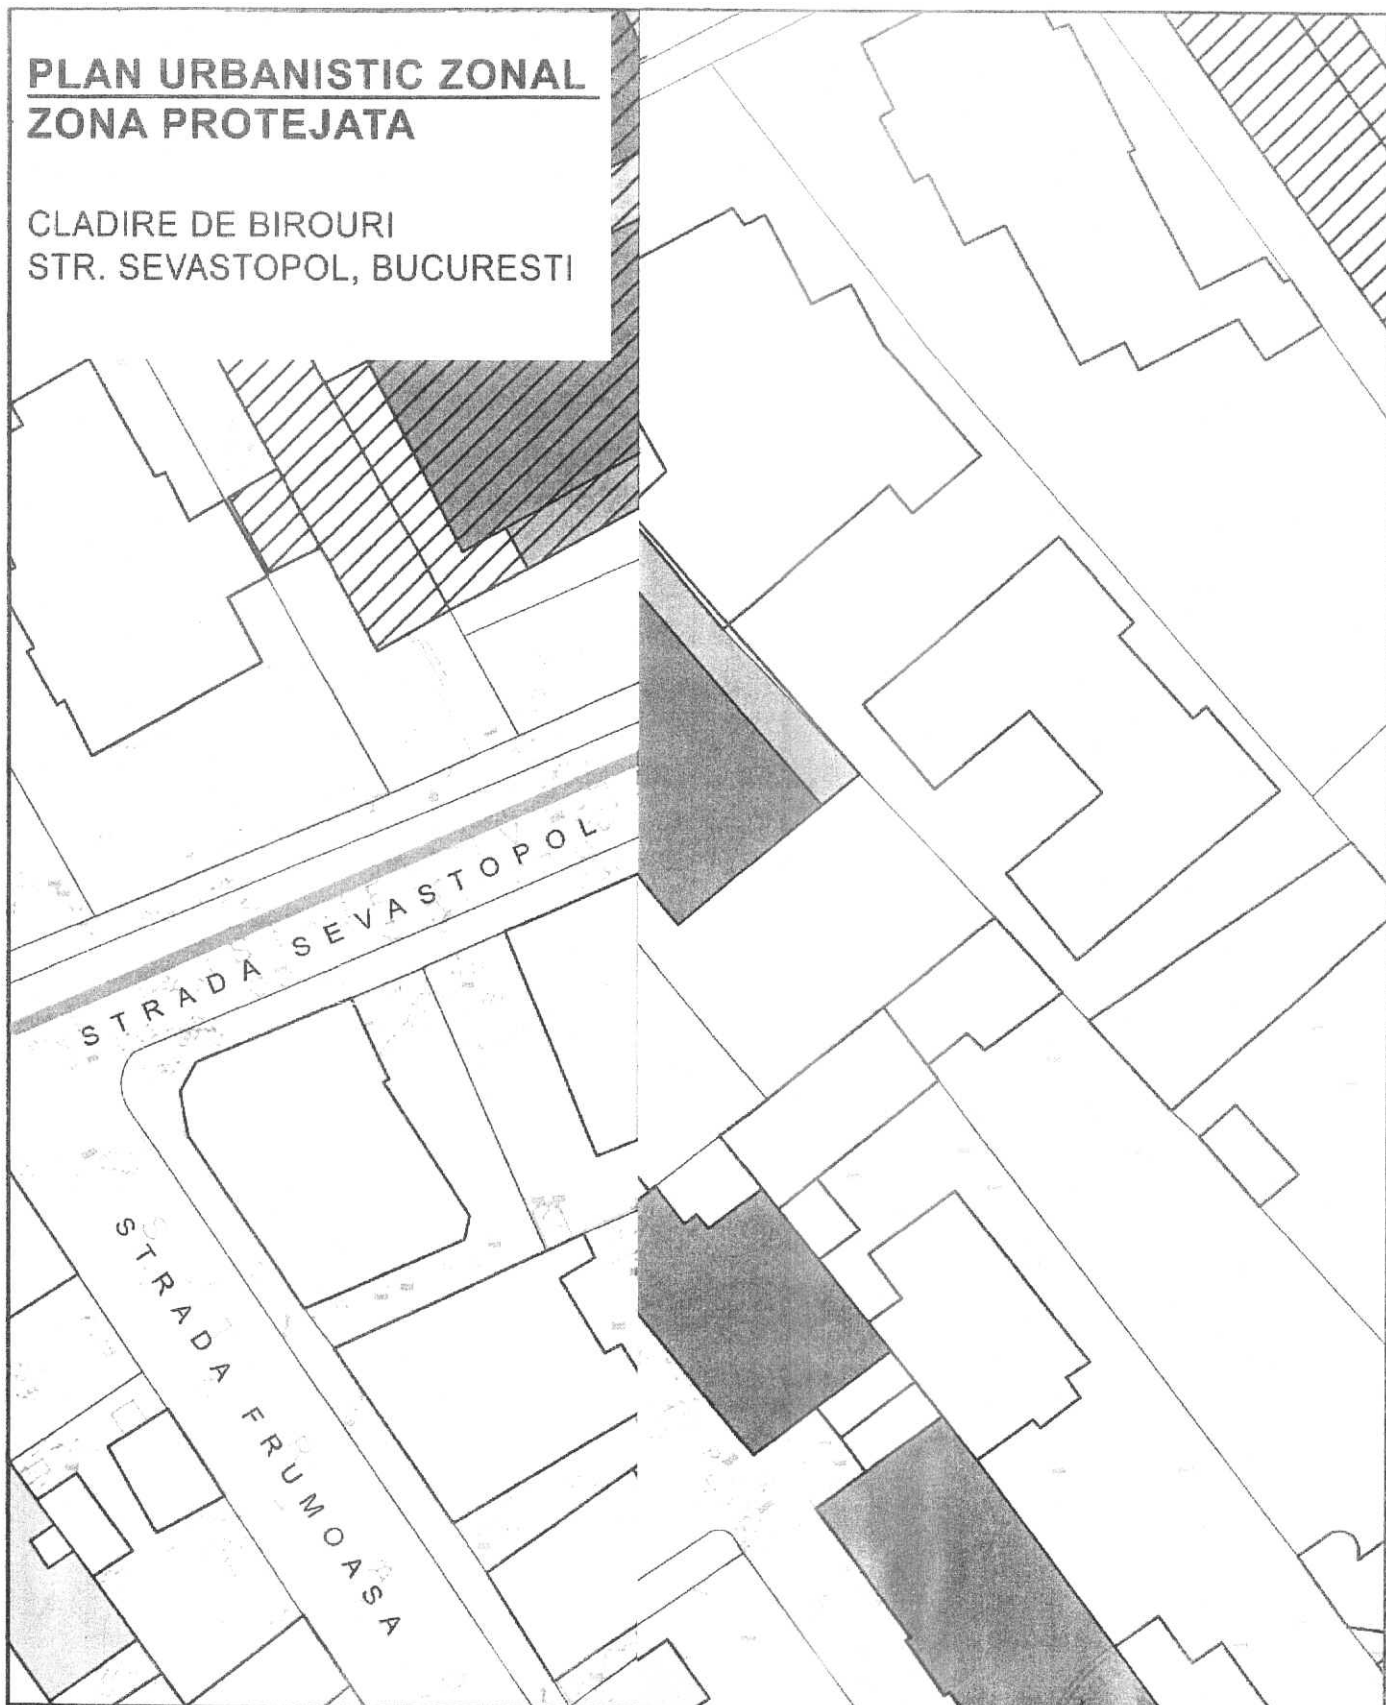 PLAN URBANISTIC ZONAL
ZONA PROTEJATA
CLADIRE DE BIROURI
STR. SEVASTOPOL, BUCURESTI
STRADA SEVASTOPOL
STRADA FRUMOASA